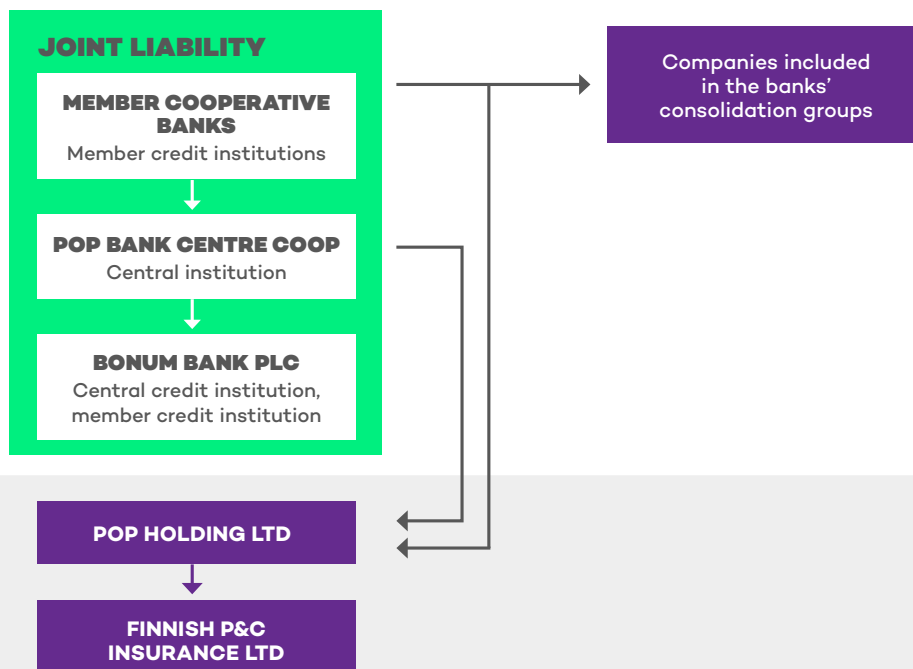 JOINT LIABILITY
MEMBER COOPERATIVE
BANKS
Member credit institutions
POP BANK CENTRE COOP
Central institution
BONUM BANK PLC
Central credit institution,
member credit institution
Companies included
in the banks’
consolidation groups
POP HOLDING LTD
FINNISH P&C
INSURANCE LTD